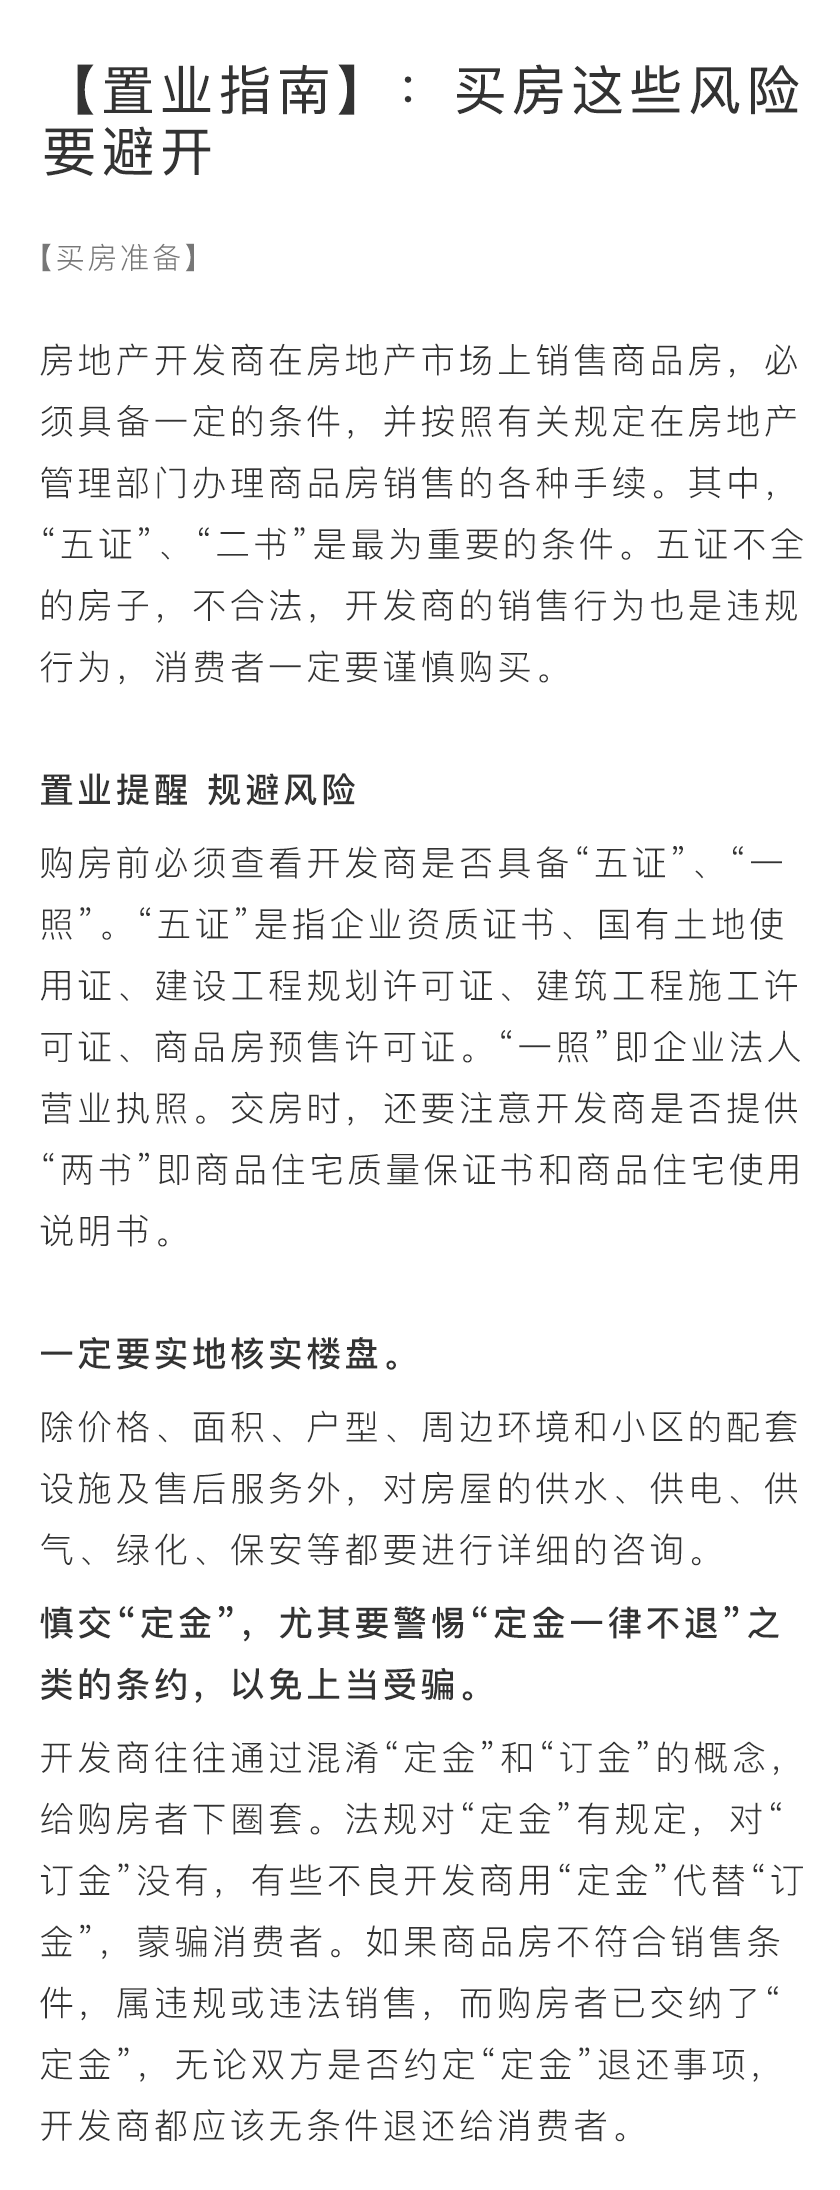 【置业指南】：买房这些风险
要避开
【买房准备】
房地产开发商在房地产市场上销售商品房，必
须具备一定的条件，并按照有关规定在房地产
管理部门办理商品房销售的各种手续。其中，
“五证”、“二书”是最为重要的条件。五证不全
的房子，不合法，开发商的销售行为也是违规
行为，消费者一定要谨慎购买。
置业提醒 规避风险
购房前必须查看开发商是否具备“五证”、“一
照”。“五证”是指企业资质证书、国有土地使
用证、建设工程规划许可证、建筑工程施工许
可证、商品房预售许可证。“一照”即企业法人
营业执照。交房时，还要注意开发商是否提供
“两书”即商品住宅质量保证书和商品住宅使用
说明书。
一定要实地核实楼盘。
除价格、面积、户型、周边环境和小区的配套
设施及售后服务外，对房屋的供水、供电、供
气、绿化、保安等都要进行详细的咨询。
慎交“定金”，尤其要警惕“定金一律不退”之
类的条约，以免上当受骗。
开发商往往通过混淆“定金”和“订金”的概念，
给购房者下圈套。法规对“定金”有规定，对“
订金”没有，有些不良开发商用“定金”代替“订
金”，蒙骗消费者。如果商品房不符合销售条
件，属违规或违法销售，而购房者已交纳了“
定金”，无论双方是否约定“定金”退还事项，
开发商都应该无条件退还给消费者。